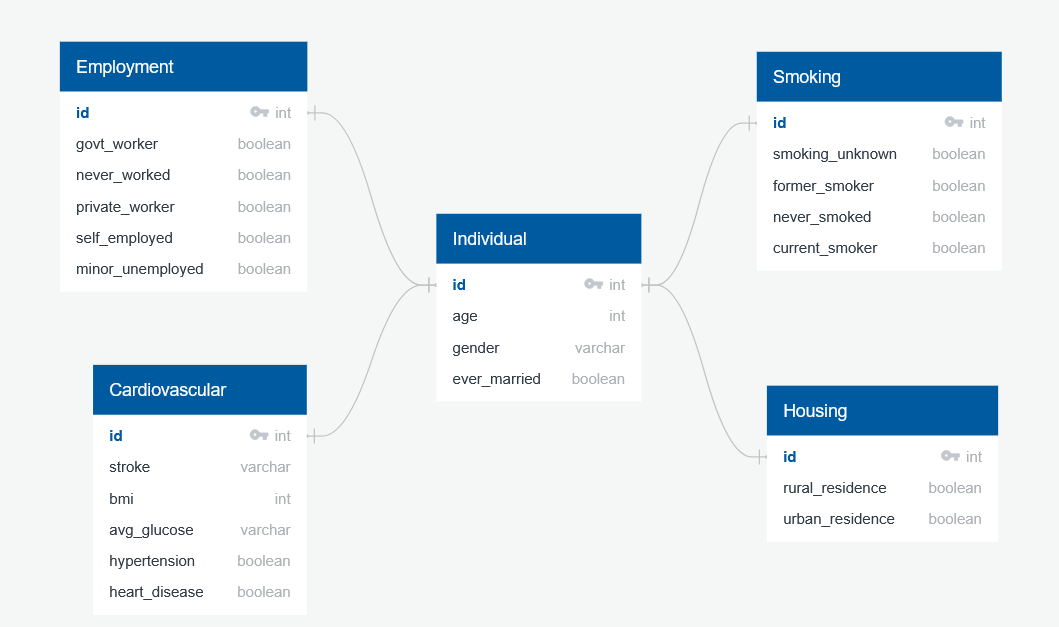 Employment
id int
govt_worker boolean
never_worked boolean
private_worker boolean
self_employed boolean
minor_unemployed boolean
Cardiovascular
id int
stroke varchar
bmi int
avg_glucose varchar
hypertension boolean
heart_disease boolean
Individual
id int
age int
gender varchar
ever_married boolean
Smoking
id int
smoking_unknown boolean
former_smoker boolean
never_smoked boolean
current_smoker boolean
Housing
id int
rural_residence boolean
urban_residence boolean